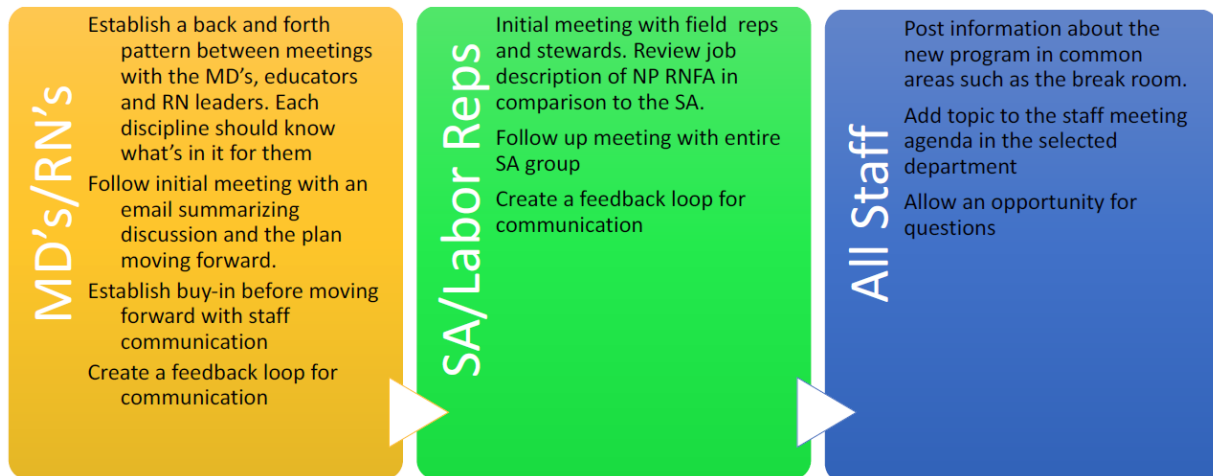 MD's/RN's
Establish a back and forth
pattern between meetings
with the MD's, educators
and RN leaders. Each
discipline should know
what's in it for them
Follow initial meeting with an
email summarizing
discussion and the plan
moving forward.
Establish buy-in before moving
forward with staff
communication
Create a feedback loop for
communication
SA/Labor Reps
Initial meeting with field reps
and stewards. Review job
description of NP RNFA in
comparison to the SA.
Follow up meeting with entire
SA group
Create a feedback loop for
communication
All Staff
Post information about the
new program in common
areas such as the break room.
Add topic to the staff meeting
agenda in the selected
department
Allow an opportunity for
questions